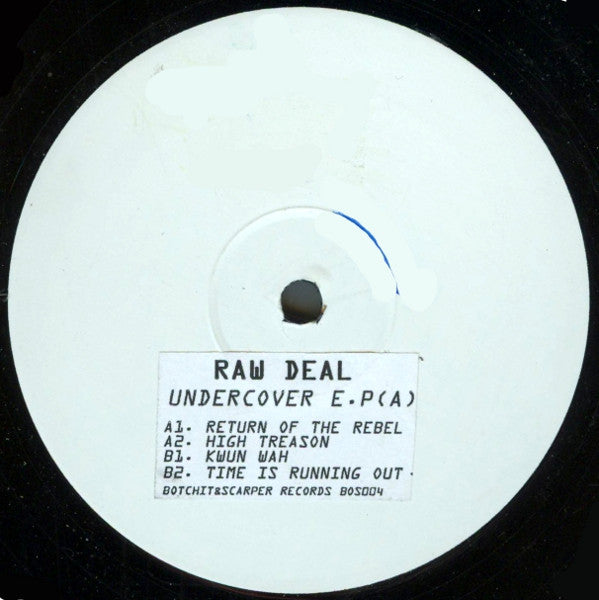 RAW DEAL
UNDERCOVER E.P(A)
A1. RETURN OF THE REBEL
A2. HIGH TREASON
B1. KWUN WAH
B2. TIME IS RUNNING OUT.
BOTCHIT&SCARPER RECORDS BOS004